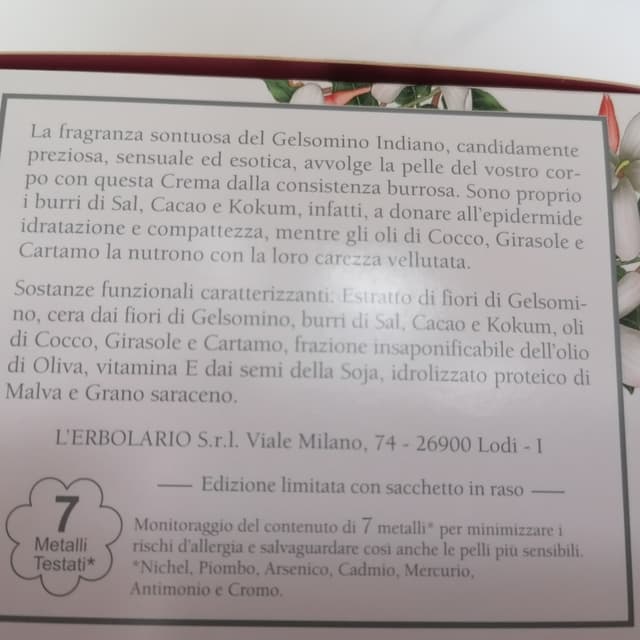 La fragranza sontuosa del Gelsomino Indiano, candidamente
preziosa, sensuale ed esotica, avvolge la pelle del vostro cor-
po con questa Crema dalla consistenza burrosa. Sono proprio
i burri di Sal, Cacao e Kokum, infatti, a donare all'epidermide
idratazione e compattezza, mentre gli oli di Cocco, Girasole e
Cartamo la nutrono con la loro carezza vellutata.
Sostanze funzionali caratterizzanti: Estratto di fiori di Gelsomi-
no, cera dai fiori di Gelsomino, burri di Sal, Cacao e Kokum, oli
di Cocco, Girasole e Cartamo, frazione insaponificabile dell'olio
di Oliva, vitamina E dai semi della Soja, idrolizzato proteico di
Malva e Grano saraceno.
L'ERBOLARIO S.r.l. Viale Milano, 74 - 26900 Lodi - I
Edizione limitata con sacchetto in raso
7
Metalli
Testati*
Monitoraggio del contenuto di 7 metalli* per minimizzare i
rischi d'allergia e salvaguardare così anche le pelli più sensibili.
*Nichel, Piombo, Arsenico, Cadmio, Mercurio,
Antimonio e Cromo.